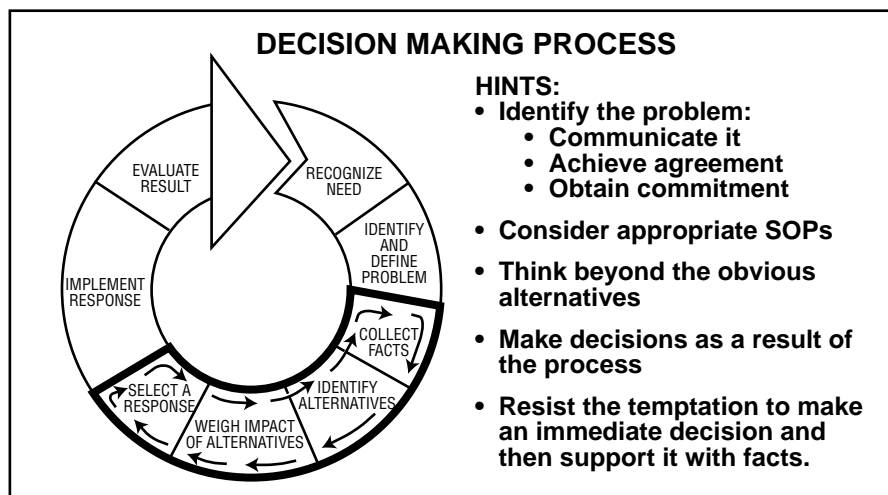 DECISION MAKING PROCESS
RECOGNIZE
NEED
IDENTIFY
AND
DEFINE
PROBLEM
COLLECT
FACTS
IDENTIFY
ALTERNATIVES
WEIGH IMPACT
OF ALTERNATIVES
SELECT A
RESPONSE
IMPLEMENT
RESPONSE
EVALUATE
RESULT
HINTS:
• Identify the problem:
• Communicate it
• Achieve agreement
• Obtain commitment
• Consider appropriate SOPs
• Think beyond the obvious
alternatives
• Make decisions as a result of
the process
• Resist the temptation to make
an immediate decision and
then support it with facts.